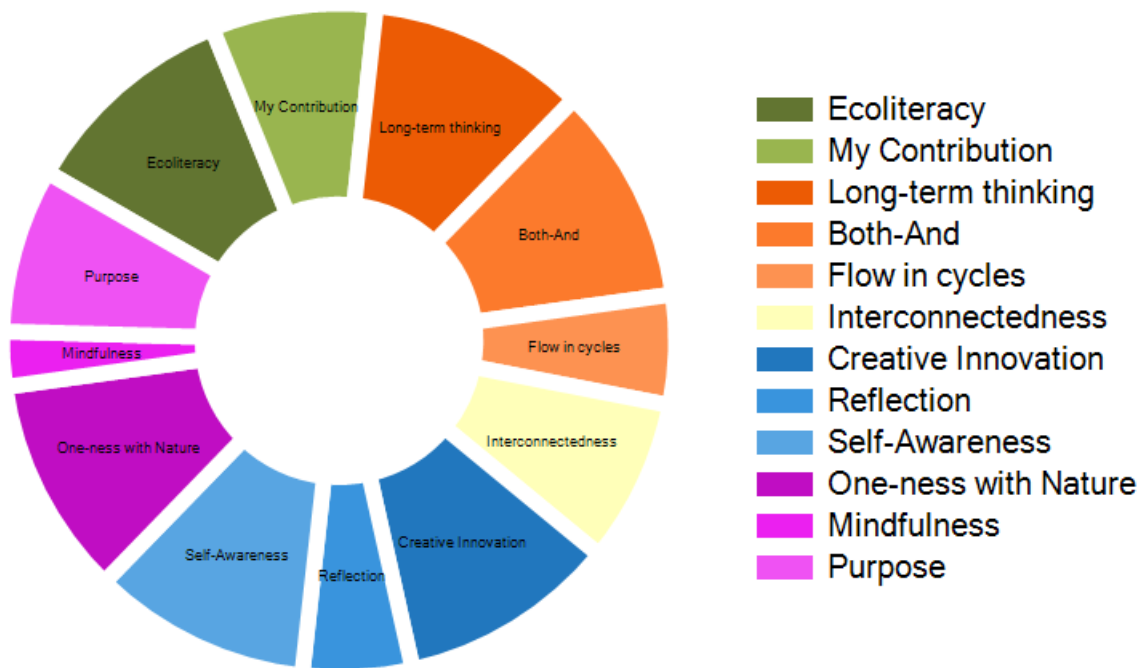 My Contribution
Long-term thinking
Ecoliteracy
Both-And
Purpose
Flow in cycles
Mindfulness
Interconnectedness
One-ness with Nature
Creative Innovation
Self-Awareness
Reflection
Ecoliteracy
My Contribution
Long-term thinking
Both-And
Flow in cycles
Interconnectedness
Creative Innovation
Reflection
Self-Awareness
One-ness with Nature
Mindfulness
Purpose